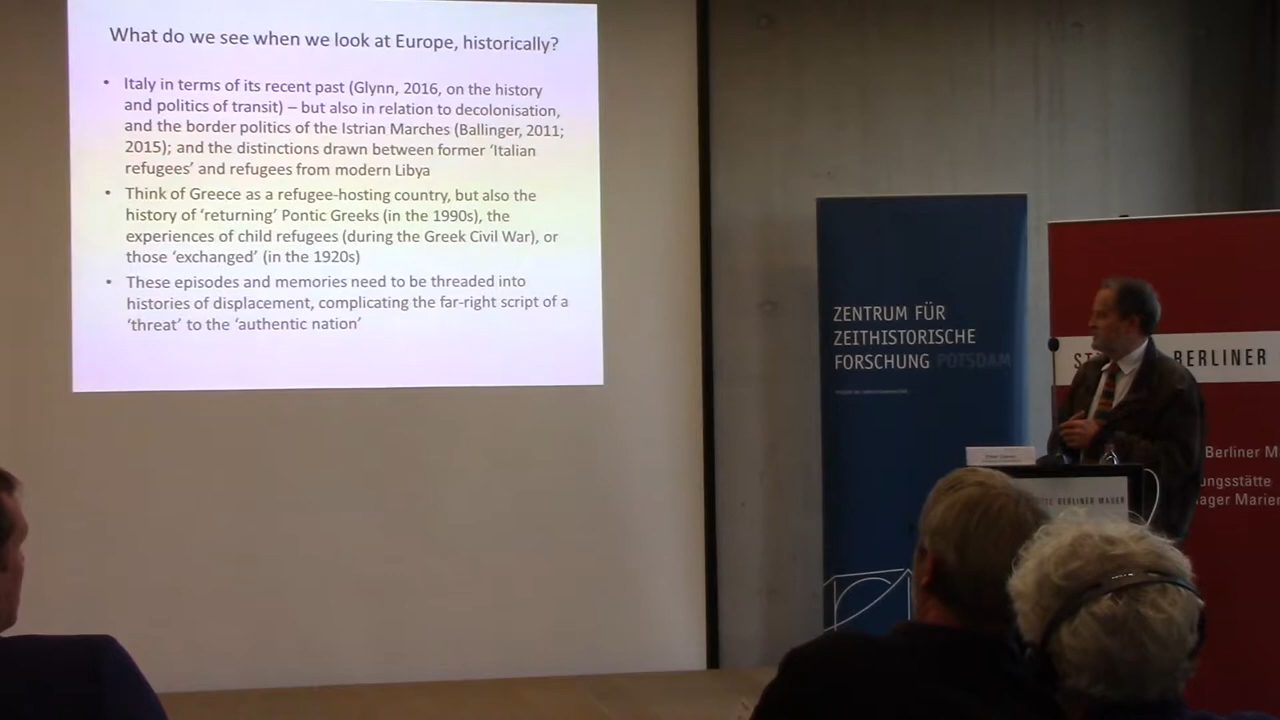 What do we see when we look at Europe, historically?
• Italy in terms of its recent past (Glynn, 2016, on the history
and politics of transit) – but also in relation to decolonisation,
and the border politics of the Istrian Marches (Ballinger, 2011;
2015); and the distinctions drawn between former ‘Italian
refugees’ and refugees from modern Libya
• Think of Greece as a refugee-hosting country, but also the
history of ‘returning’ Pontic Greeks (in the 1990s), the
experiences of child refugees (during the Greek Civil War), or
those ‘exchanged’ (in the 1920s)
• These episodes and memories need to be threaded into
histories of displacement, complicating the far-right script of a
‘threat’ to the ‘authentic nation’
ZENTRUM FÜR
ZEITHISTORISCHE
FORSCHUNG POTSDAM
ST BERLINER
Berliner M
ungsstätte
lager Marien
TTE BERLINER MAUER